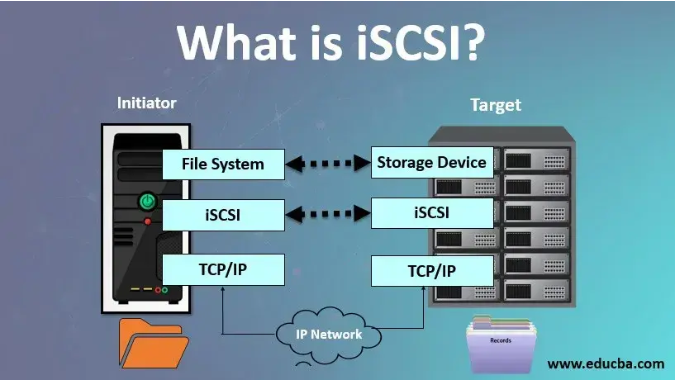 What is iSCSI?
Initiator
Target
File System
Storage Device
iSCSI
iSCSI
TCP/IP
TCP/IP
IP Network
Records
www.educba.com